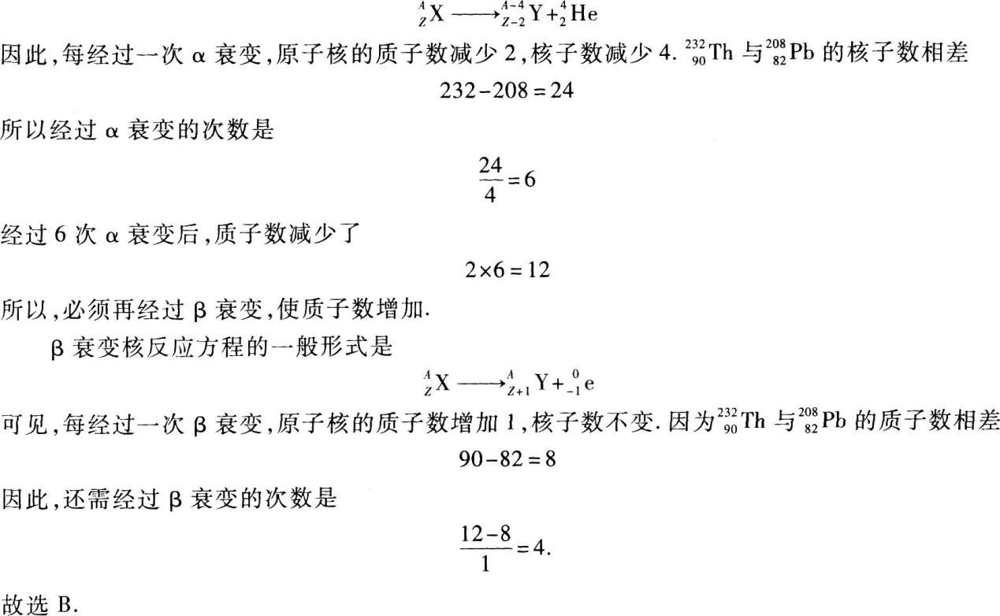 $^{A}_{Z}\mathrm{X} \longrightarrow ^{A-4}_{Z-2}\mathrm{Y} + ^{4}_{2}\mathrm{He}$
因此,每经过一次 α 衰变,原子核的质子数减少 2,核子数减少 4. $^{232}_{90}\mathrm{Th}$ 与 $^{208}_{82}\mathrm{Pb}$ 的核子数相差
232-208=24
所以经过 α 衰变的次数是
$\frac{24}{4}=6$
经过 6 次 α 衰变后,质子数减少了
2×6=12
所以,必须再经过 β 衰变,使质子数增加.
β 衰变核反应方程的一般形式是
$^{A}_{Z}\mathrm{X} \longrightarrow ^{A}_{Z+1}\mathrm{Y} + ^{0}_{-1}\mathrm{e}$
可见,每经过一次 β 衰变,原子核的质子数增加 1,核子数不变. 因为 $^{232}_{90}\mathrm{Th}$ 与 $^{208}_{82}\mathrm{Pb}$ 的质子数相差
90-82=8
因此,还需经过 β 衰变的次数是
$\frac{12-8}{1}=4.$
故选 B.